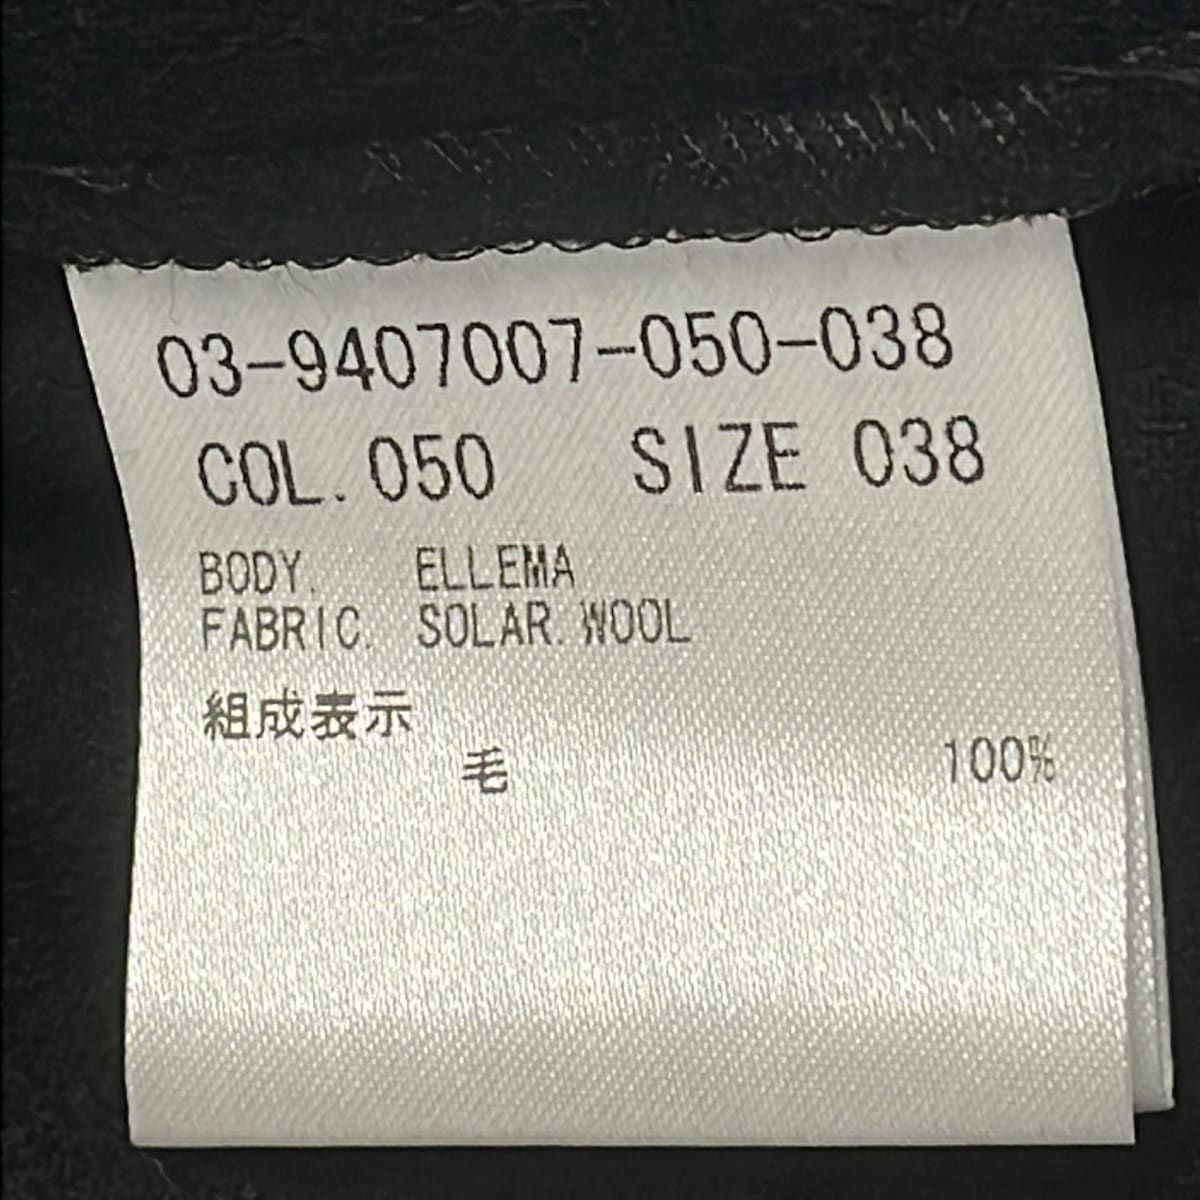 03-9407007-050-038
COL. 050 SIZE 038
BODY. ELLEMA
FABRIC. SOLAR. WOOL
組成表示
毛 100%